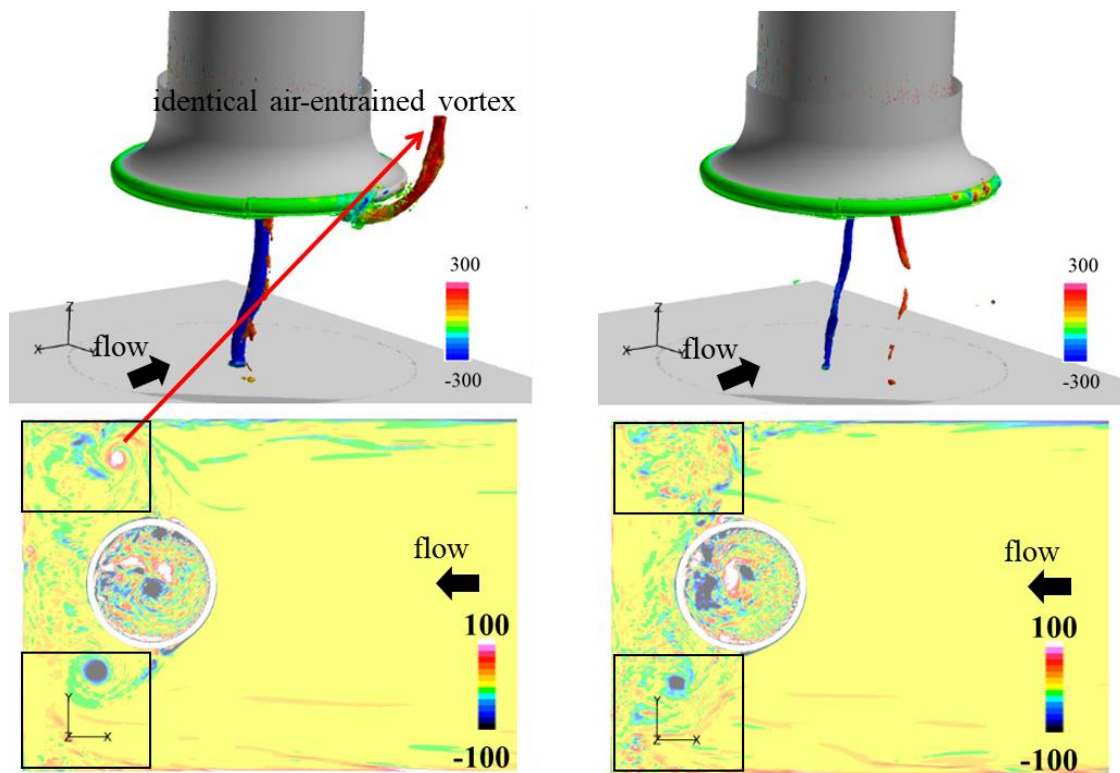 identical air-entrained vortex
300
-300
Z
X
Y
flow
300
-300
Z
X
Y
flow
flow
100
-100
Y
Z
X
flow
100
-100
Y
Z
X